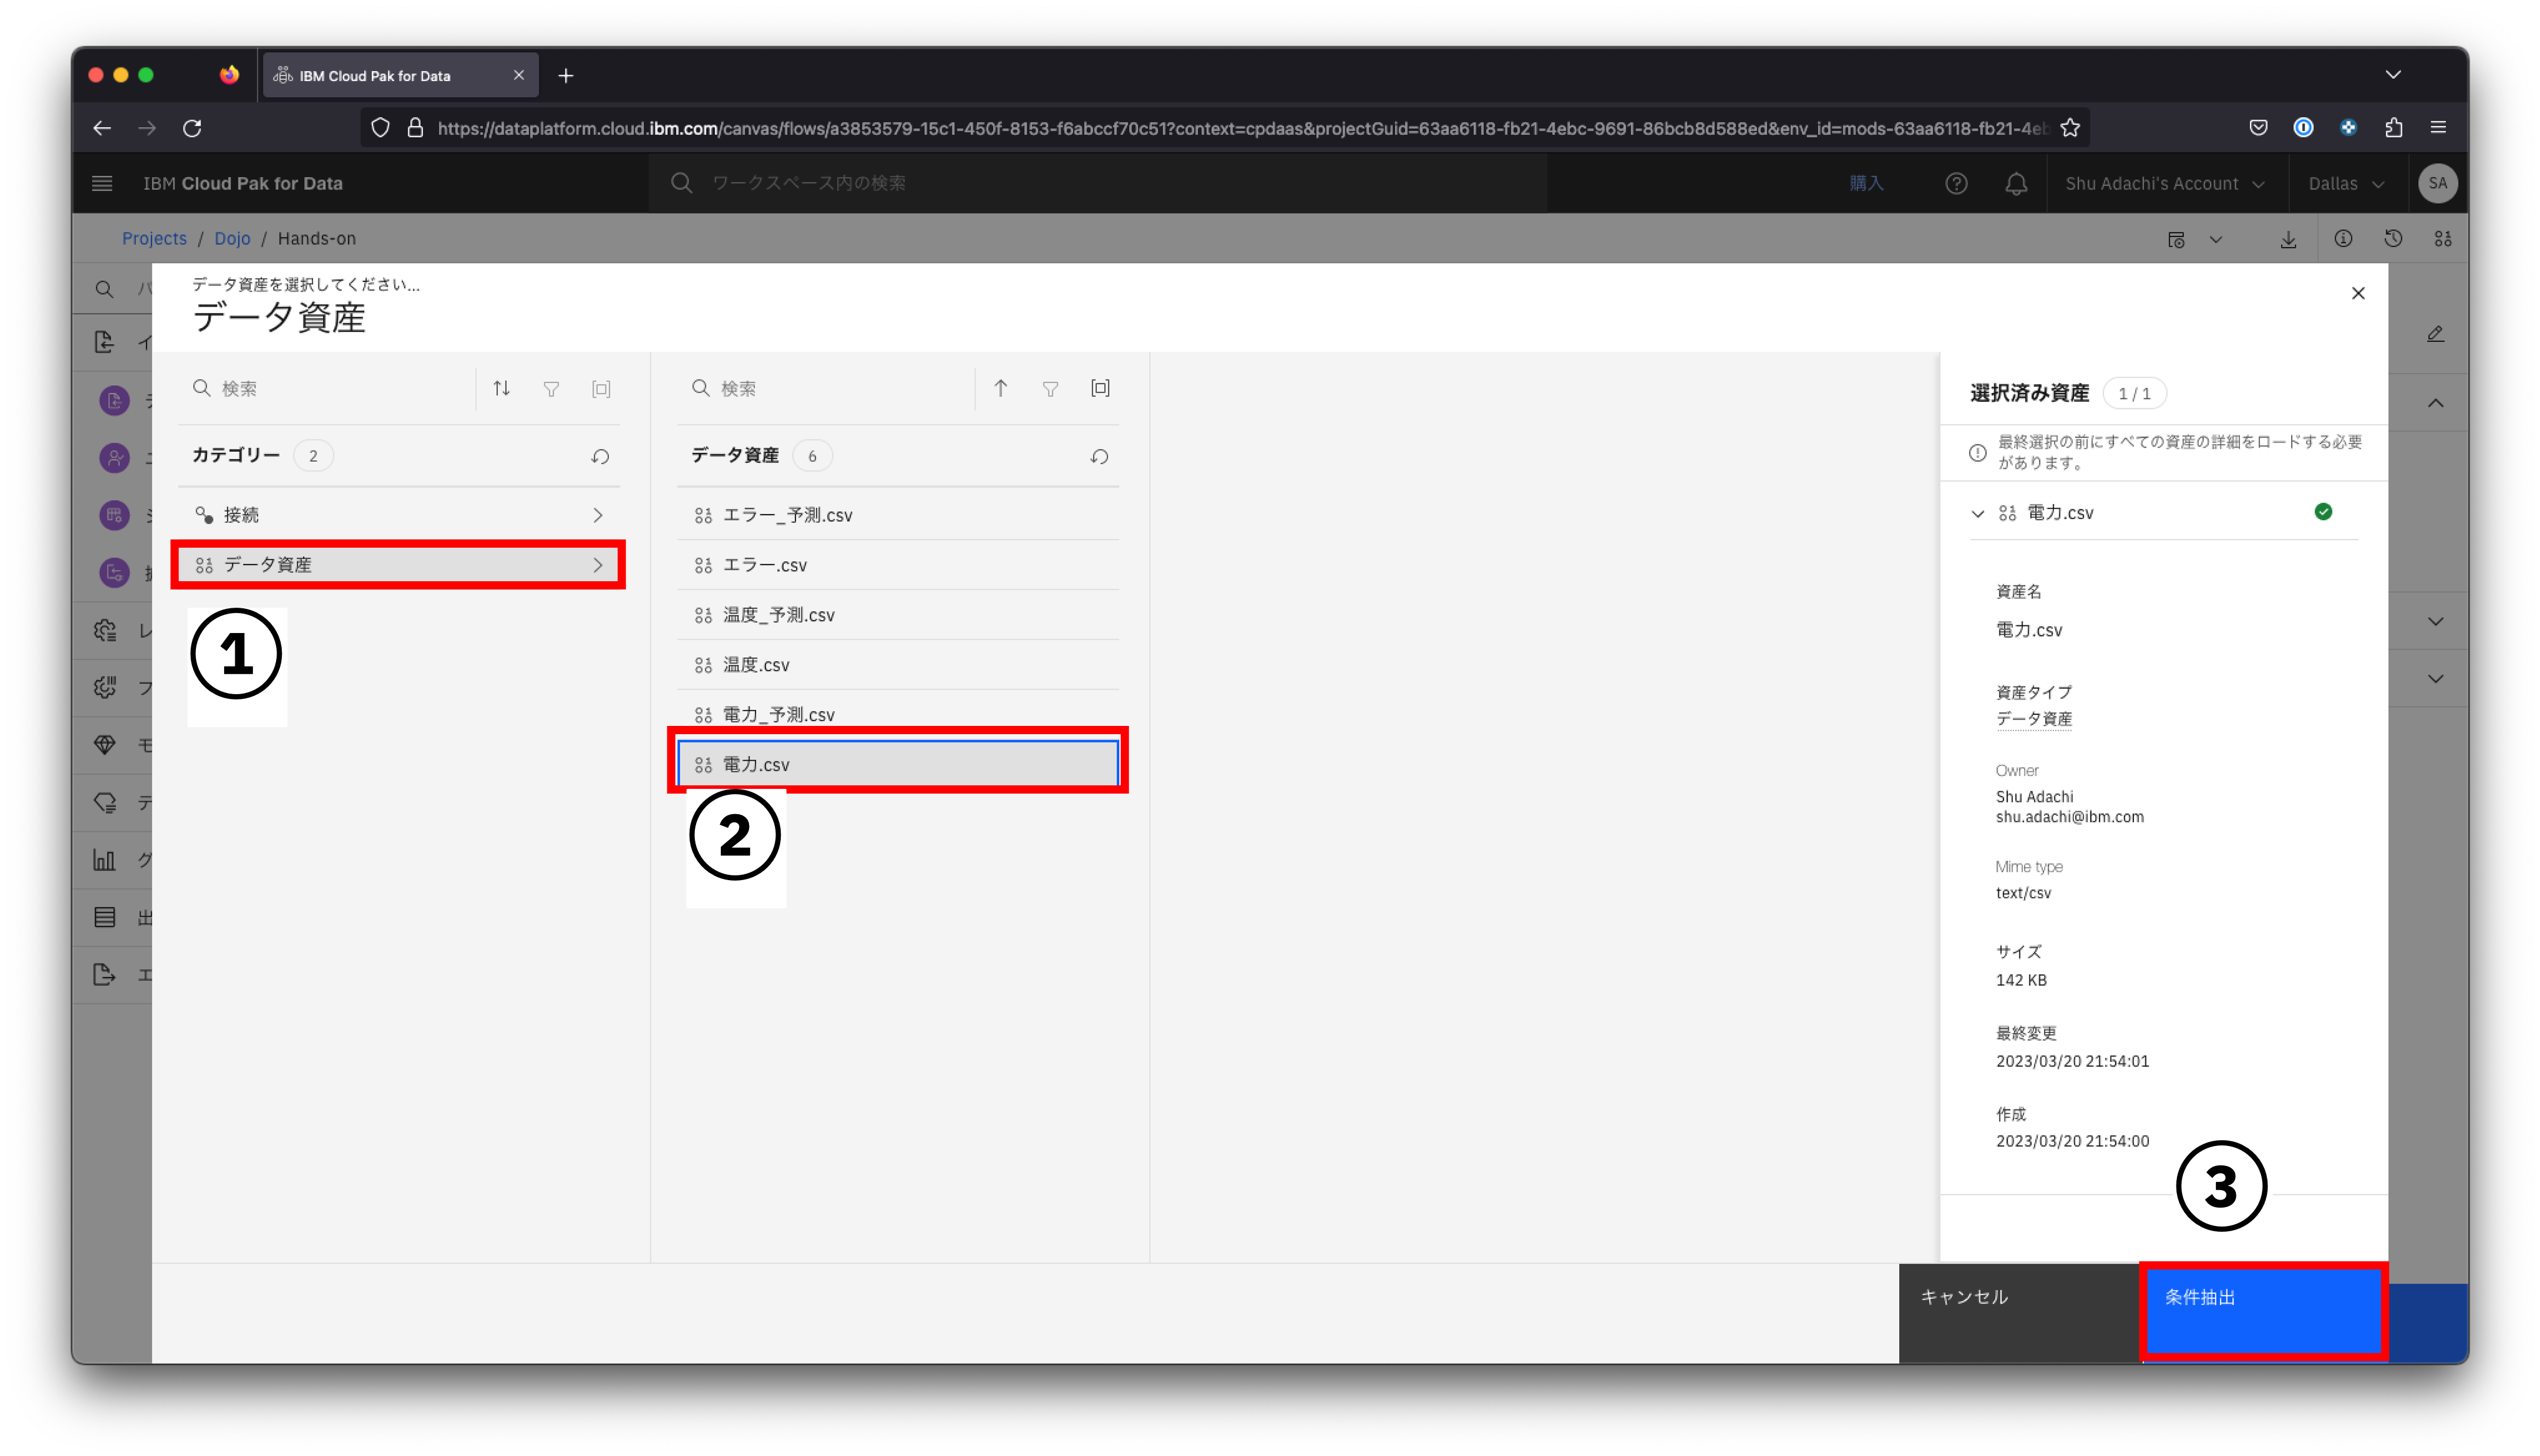 IBM Cloud Pak for Data
https://dataplatform.cloud.ibm.com/canvas/flows/a3853579-15c1-450f-8153-f6abccf70c51?context=cpdaas&projectGuid=63aa6118-fb21-4ebc-9691-86bcb8d588ed&env_id=mods-63aa6118-fb21-4eb
IBM Cloud Pak for Data
ワークスペース内の検索
購入
Shu Adachi's Account
Dallas
SA
Projects / Dojo / Hands-on
データ資産を選択してください...
データ資産
検索
カテゴリー 2
接続
データ資産
1
検索
データ資産 6
エラー_予測.csv
エラー.csv
温度_予測.csv
温度.csv
電力_予測.csv
電力.csv
2
選択済み資産 1 / 1
最終選択の前にすべての資産の詳細をロードする必要
があります。
電力.csv
資産名
電力.csv
資産タイプ
データ資産
Owner
Shu Adachi
shu.adachi@ibm.com
Mime type
text/csv
サイズ
142 KB
最終変更
2023/03/20 21:54:01
作成
2023/03/20 21:54:00
3
キャンセル
条件抽出